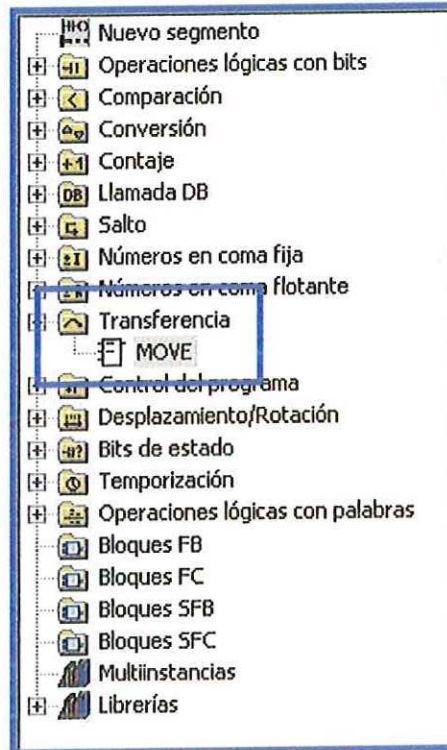 Nuevo segmento
Operaciones lógicas con bits
Comparación
Conversión
Contaje
DB Llamada DB
Salto
Números en coma fija
Números en coma flotante
Transferencia
MOVE
Control del programa
Desplazamiento/Rotación
Bits de estado
Temporización
Operaciones lógicas con palabras
Bloques FB
Bloques FC
Bloques SFB
Bloques SFC
Multiinstancias
Librerías